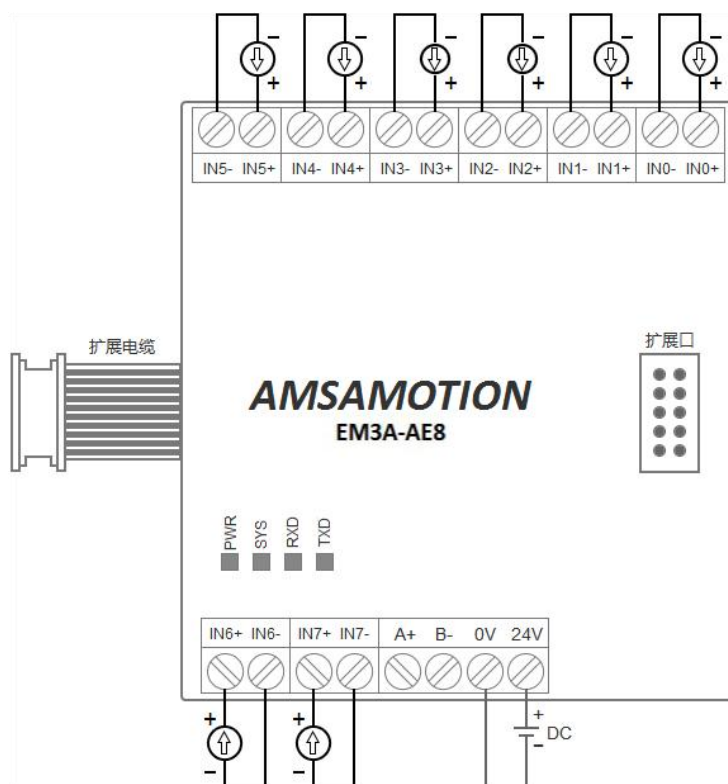 − − − − − −
+ + + + + +
IN5- IN5+ IN4- IN4+ IN3- IN3+ IN2- IN2+ IN1- IN1+ IN0- IN0+
扩展电缆
扩展口
AMSAMOTION
EM3A-AE8
PWR SYS RXD TXD
IN6+ IN6- IN7+ IN7- A+ B- 0V 24V
+ + +
DC
− − −